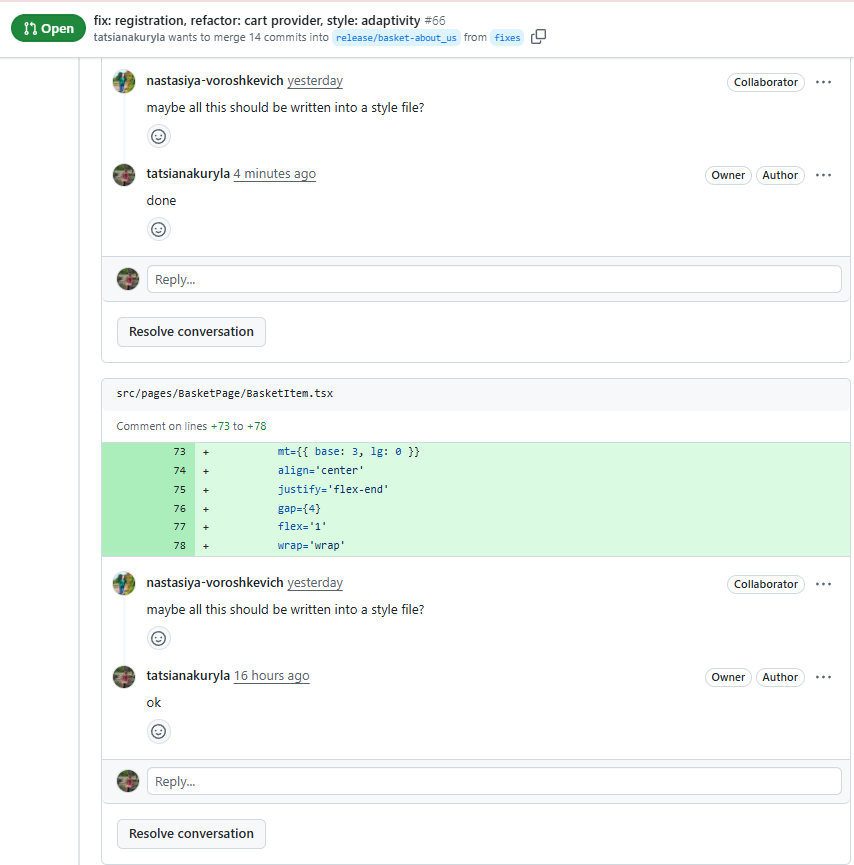 Open
fix: registration, refactor: cart provider, style: adaptivity #66
tatsianakuryla wants to merge 14 commits into release/basket-about_us from fixes
nastasiya-voroshkevich yesterday
Collaborator
maybe all this should be written into a style file?
tatsianakuryla 4 minutes ago
Owner Author
done
Reply...
Resolve conversation
src/pages/BasketPage/BasketItem.tsx
Comment on lines +73 to +78
73 + mt={{ base: 3, lg: 0 }}
74 + align='center'
75 + justify='flex-end'
76 + gap={4}
77 + flex='1'
78 + wrap='wrap'
nastasiya-voroshkevich yesterday
Collaborator
maybe all this should be written into a style file?
tatsianakuryla 16 hours ago
Owner Author
ok
Reply...
Resolve conversation